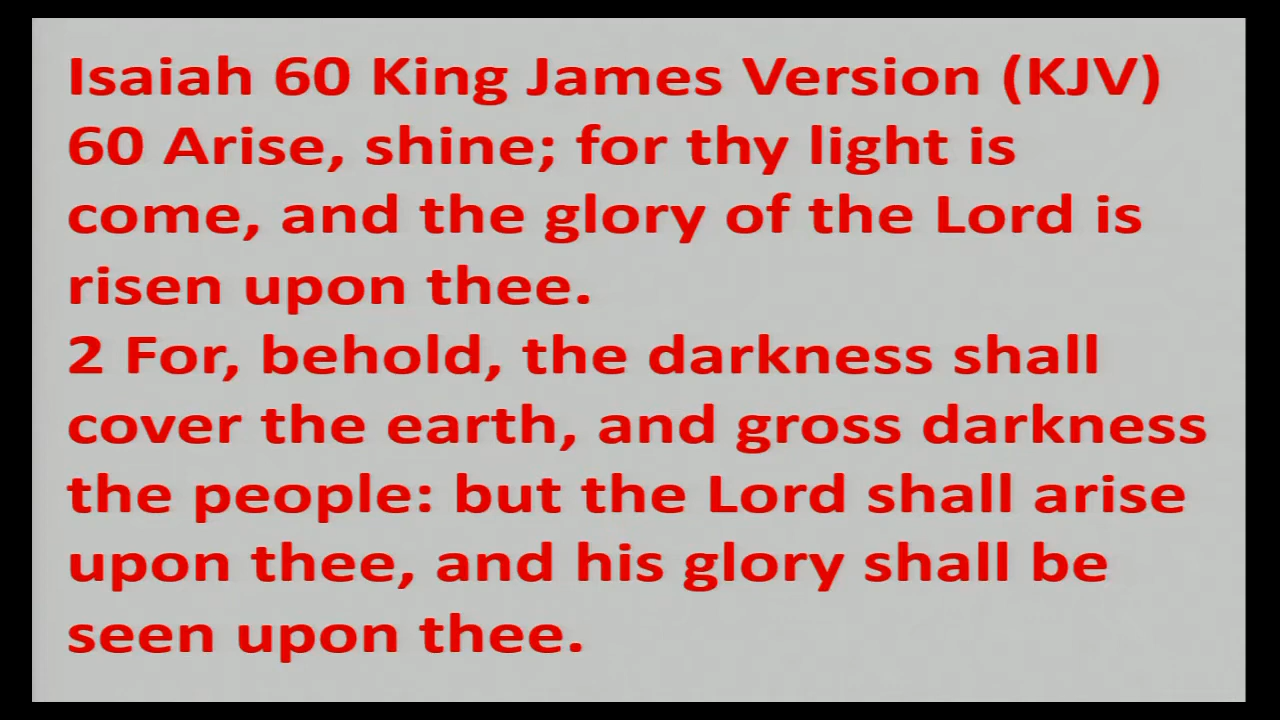 Isaiah 60 King James Version (KJV)
60 Arise, shine; for thy light is
come, and the glory of the Lord is
risen upon thee.
2 For, behold, the darkness shall
cover the earth, and gross darkness
the people: but the Lord shall arise
upon thee, and his glory shall be
seen upon thee.